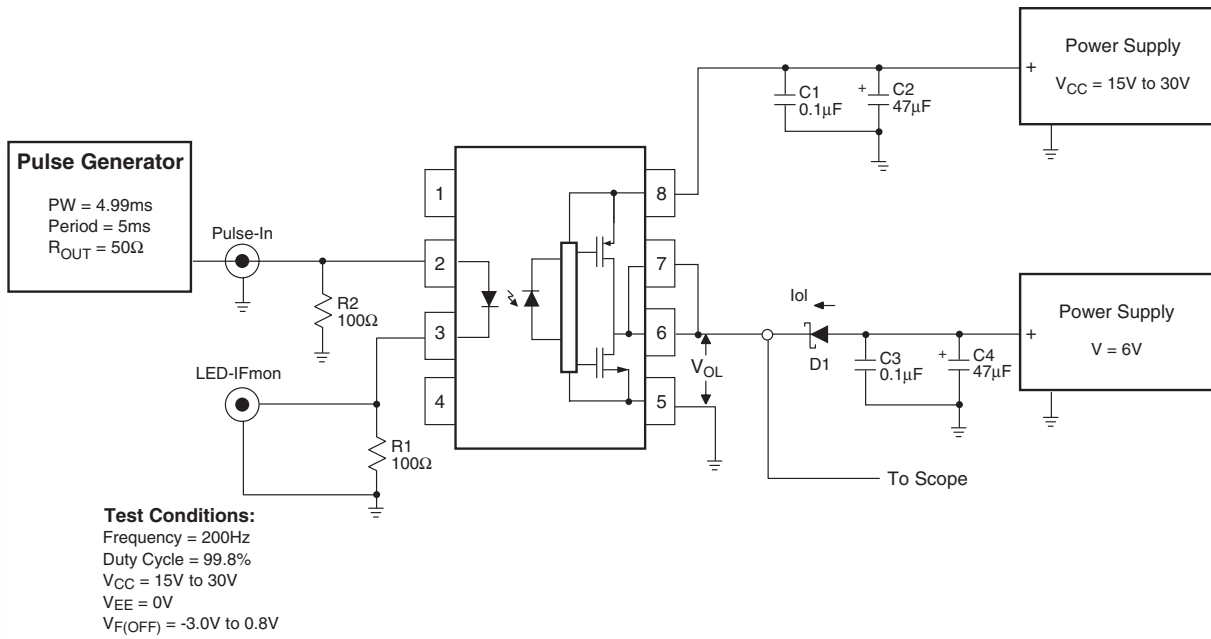 Power Supply
VCC = 15V to 30V
+
C1
0.1μF
+
C2
47μF
Pulse Generator
PW = 4.99ms
Period = 5ms
ROUT = 50Ω
Pulse-In
R2
100Ω
LED-IFmon
R1
100Ω
1
2
3
4
8
7
6
5
VOL
Iol
D1
C3
0.1μF
+
C4
47μF
+
Power Supply
V = 6V
To Scope
Test Conditions:
Frequency = 200Hz
Duty Cycle = 99.8%
VCC = 15V to 30V
VEE = 0V
VF(OFF) = -3.0V to 0.8V